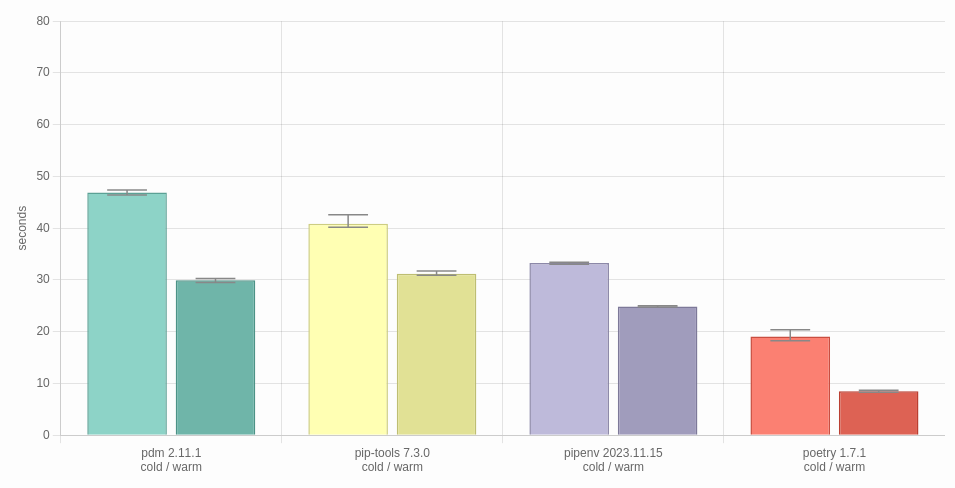 80
70
60
50
40
30
20
10
0
seconds
pdm 2.11.1
cold / warm
pip-tools 7.3.0
cold / warm
pipenv 2023.11.15
cold / warm
poetry 1.7.1
cold / warm